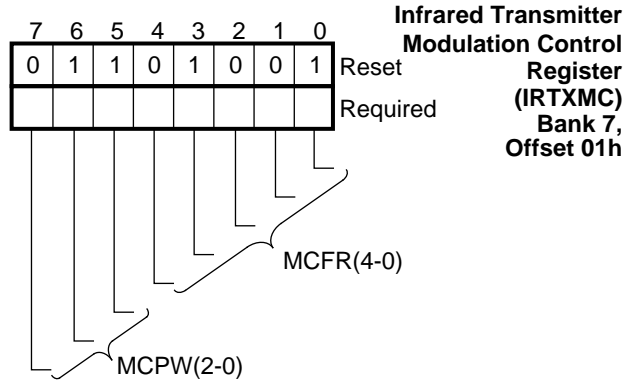 Infrared Transmitter
Modulation Control
Register
(IRTXMC)
Bank 7,
Offset 01h
7 6 5 4 3 2 1 0
0 1 1 0 1 0 0 1 Reset
Required
MCFR(4-0)
MCPW(2-0)